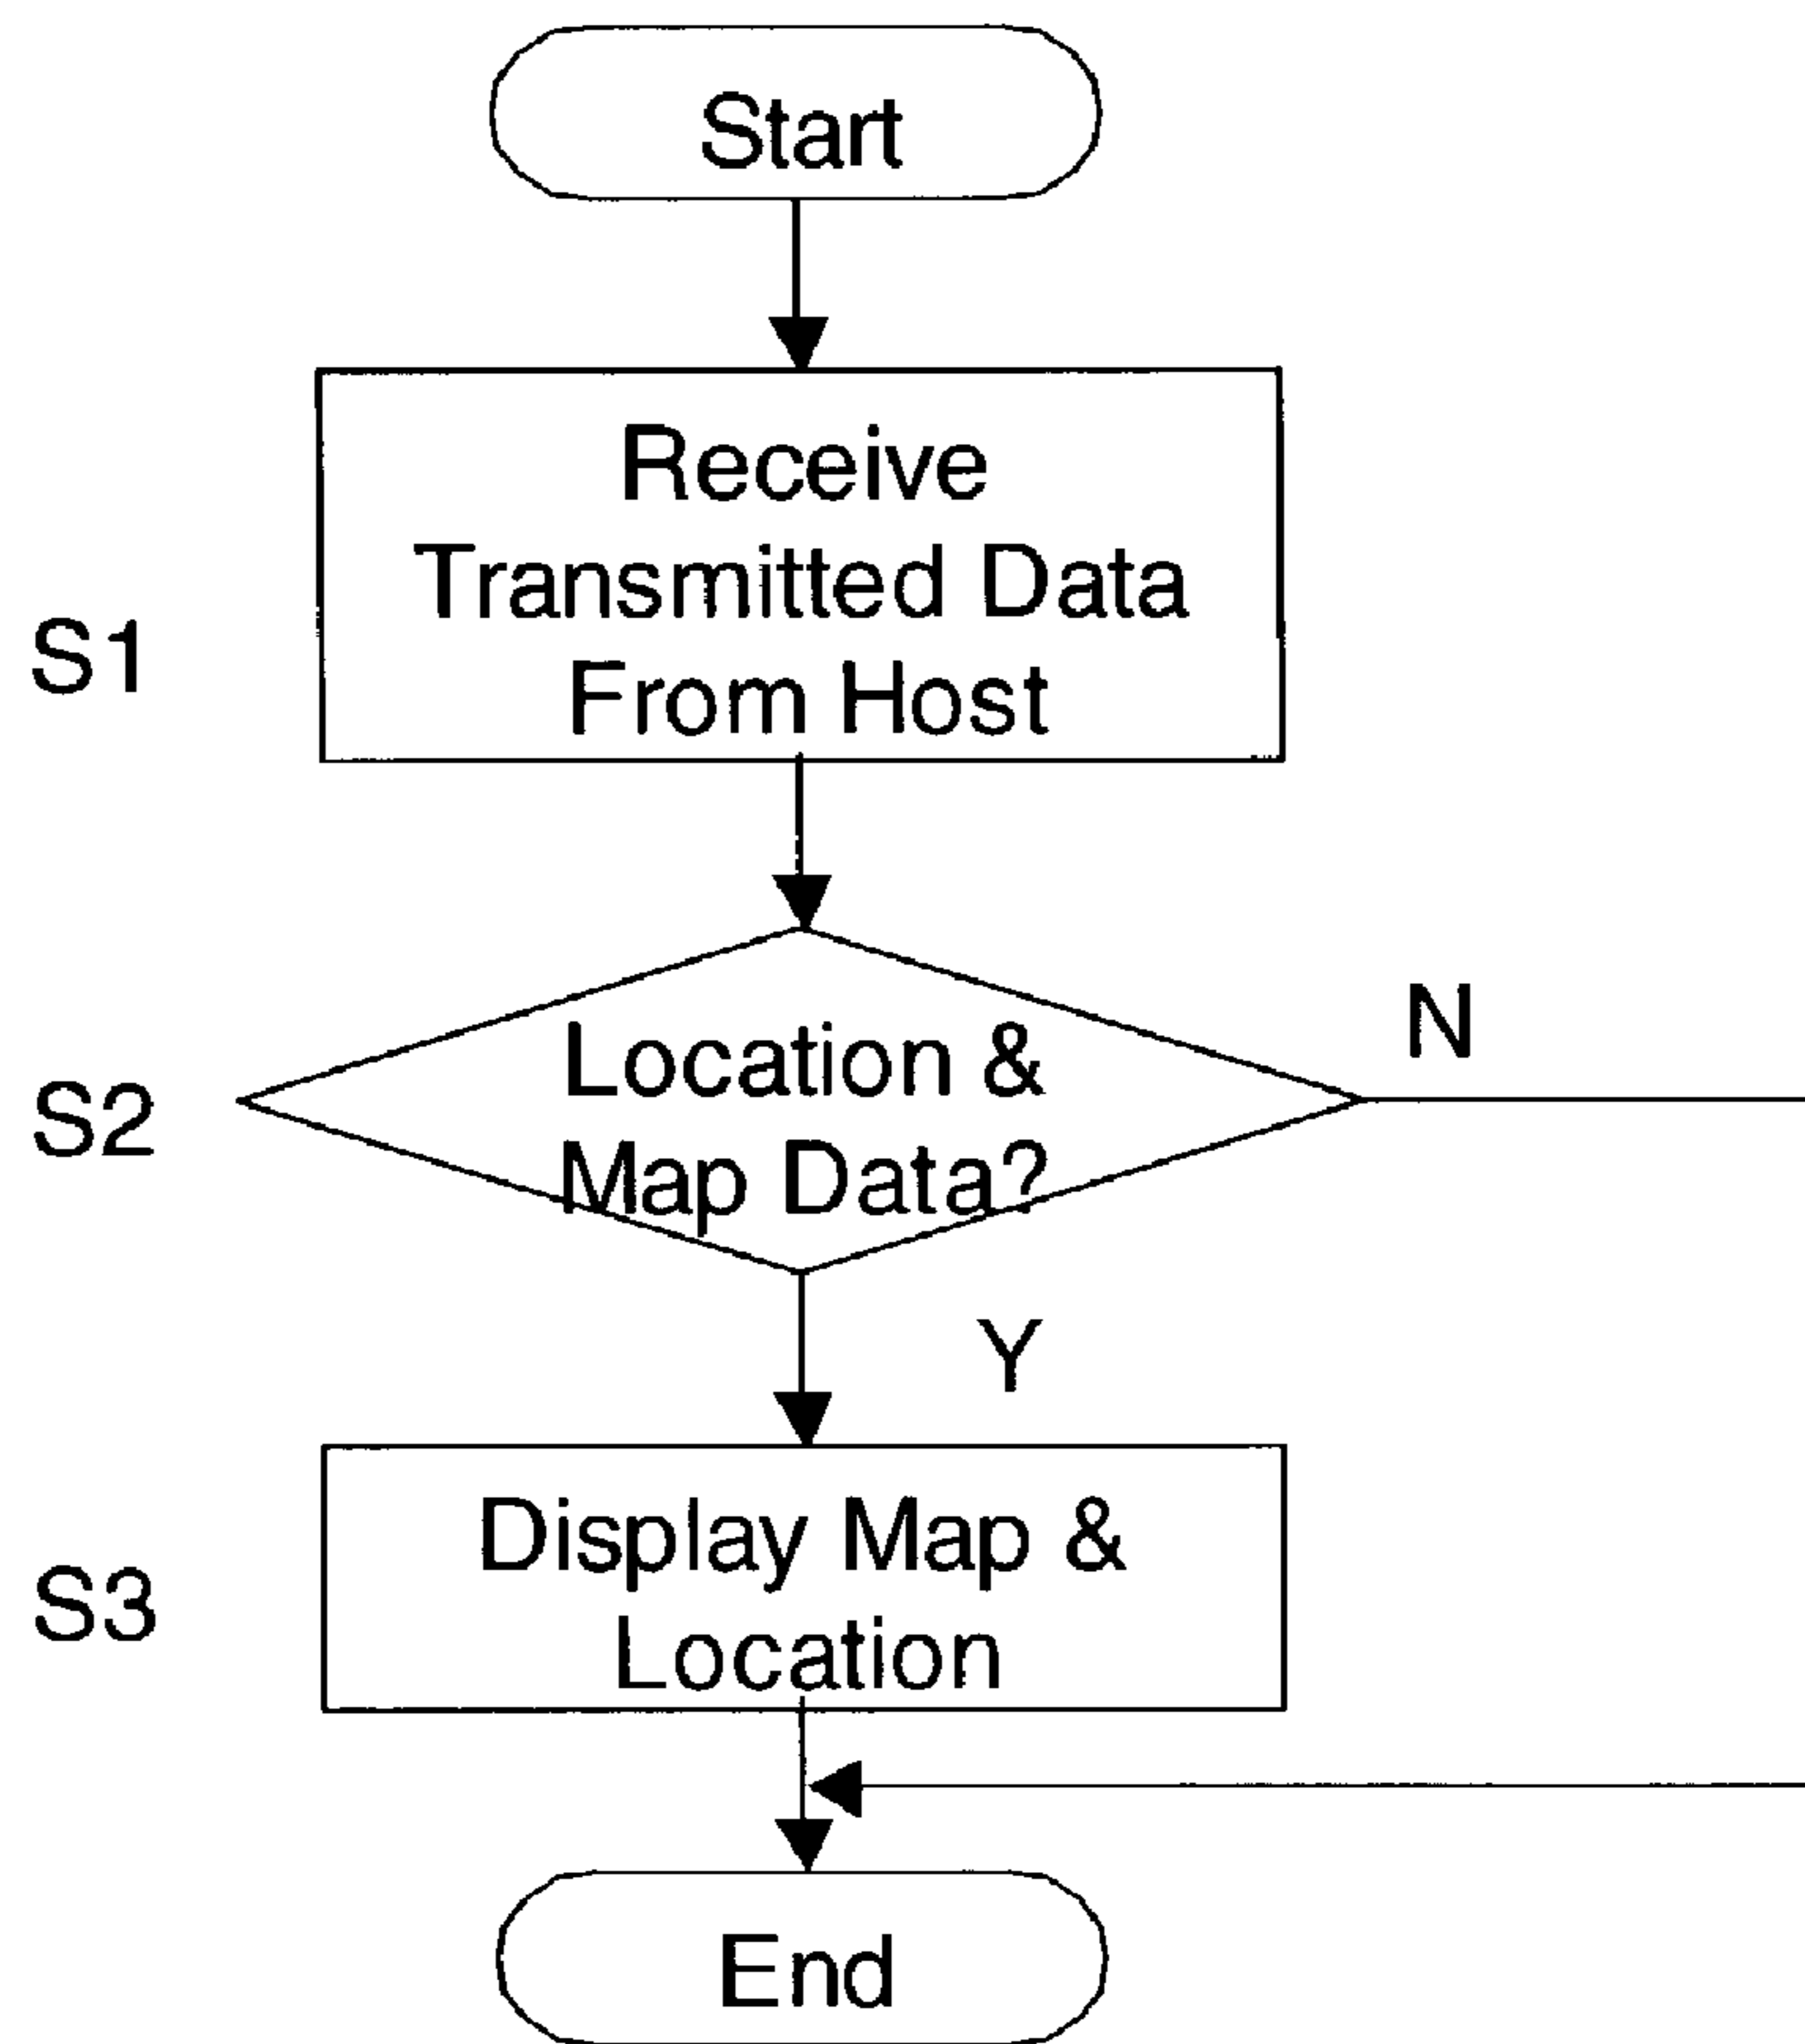 Start
Receive
Transmitted Data
From Host
S1
Location &
Map Data?
N
S2
Y
Display Map &
Location
S3
End